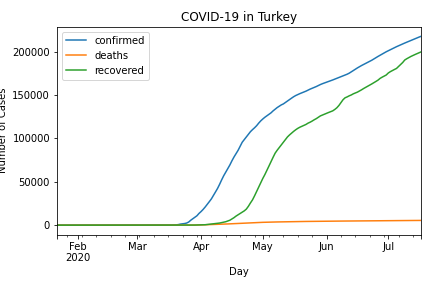 COVID-19 in Turkey
confirmed
deaths
recovered
200000
150000
100000
50000
0
Number of Cases
Feb Mar Apr May Jun Jul
2020
Day